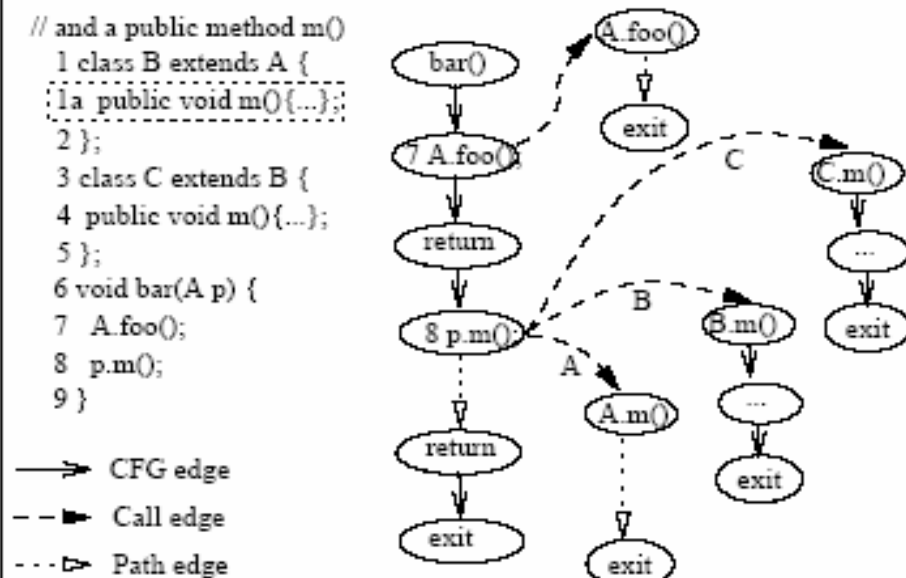 // and a public method m()
1 class B extends A {
1a public void m(){...};
2 };
3 class C extends B {
4 public void m(){...};
5 };
6 void bar(A p) {
7 A.foo();
8 p.m();
9 }
CFG edge
Call edge
Path edge
bar()
7 A.foo();
return
8 p.m();
return
exit
A.foo()
exit
C
C.m()
...
exit
B
B.m()
...
exit
A
A.m()
exit